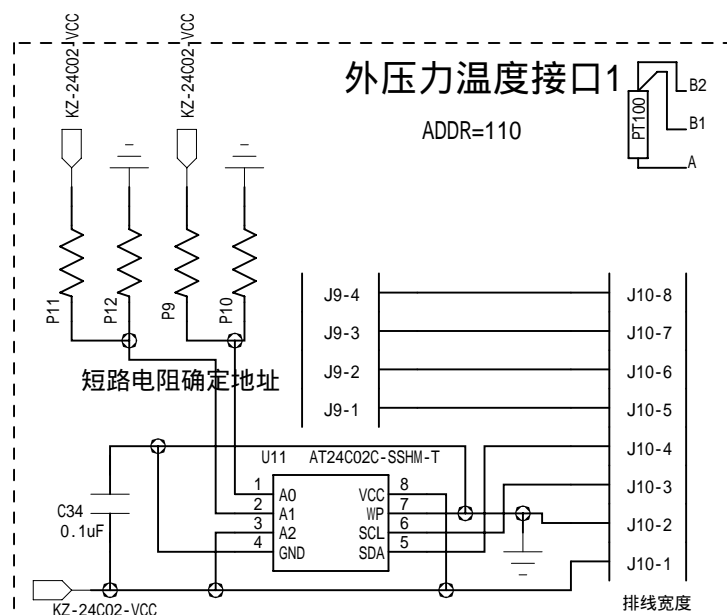 KZ-24C02-VCC
KZ-24C02-VCC
外压力温度接口1
ADDR=110
PT100
B2
B1
A
P11
P12
P9
P10
短路电阻确定地址
J9-4
J9-3
J9-2
J9-1
J10-8
J10-7
J10-6
J10-5
J10-4
J10-3
J10-2
J10-1
U11 AT24C02C-SSHM-T
1 A0 VCC 8
2 A1 WP 7
3 A2 SCL 6
4 GND SDA 5
C34
0.1uF
KZ-24C02-VCC
排线宽度